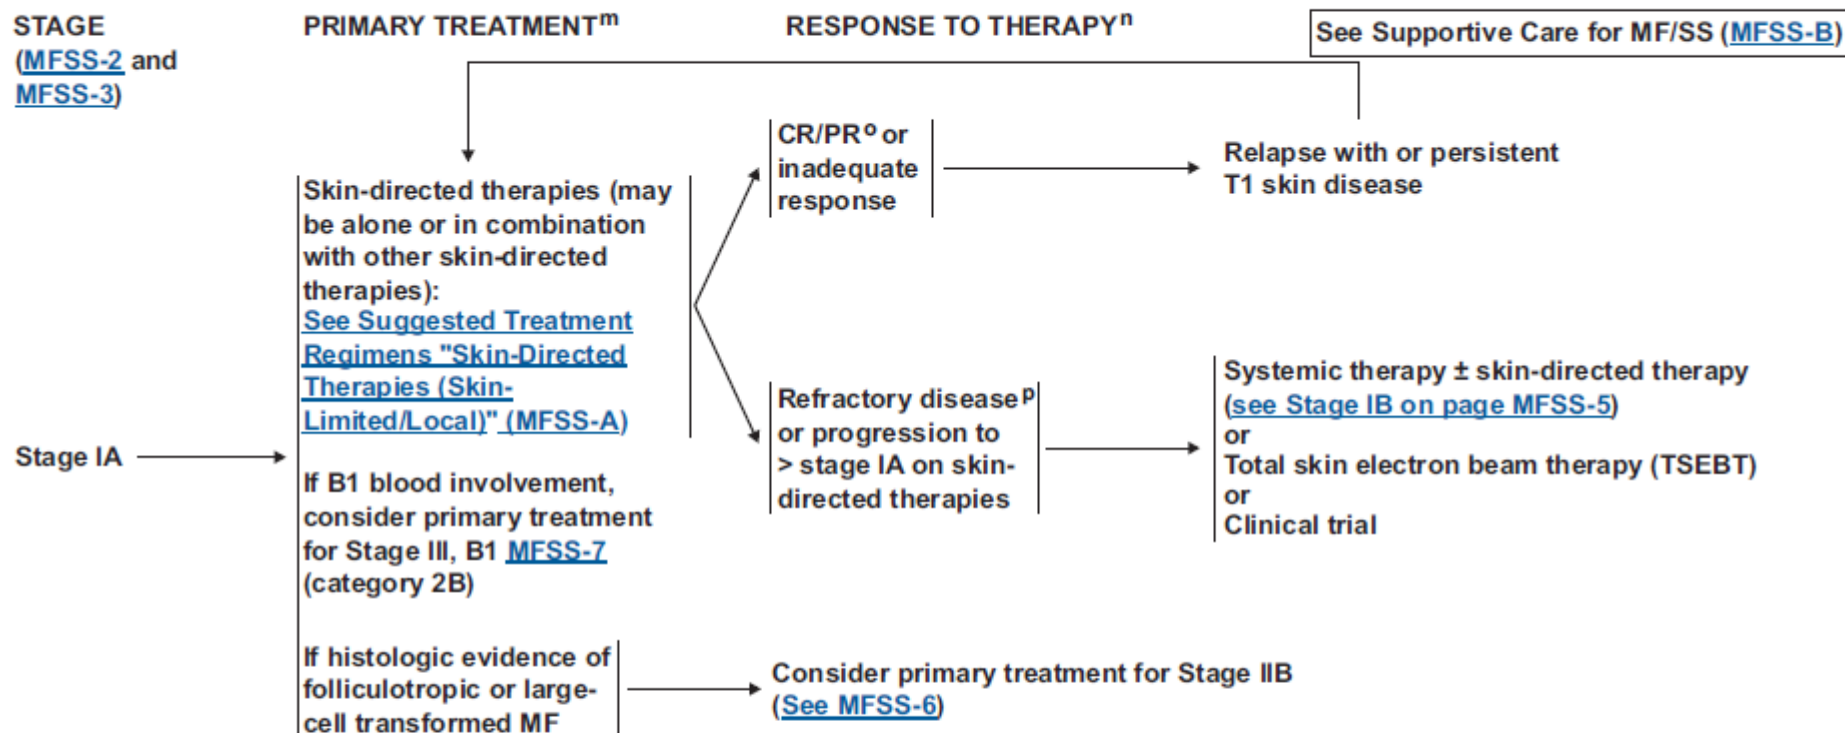 STAGE
(MFSS-2 and
MFSS-3)
PRIMARY TREATMENTm
RESPONSE TO THERAPYn
See Supportive Care for MF/SS (MFSS-B)
Stage IA
Skin-directed therapies (may
be alone or in combination
with other skin-directed
therapies):
See Suggested Treatment
Regimens "Skin-Directed
Therapies (Skin-
Limited/Local)" (MFSS-A)
If B1 blood involvement,
consider primary treatment
for Stage III, B1 MFSS-7
(category 2B)
If histologic evidence of
folliculotropic or large-
cell transformed MF
CR/PRo or
inadequate
response
Relapse with or persistent
T1 skin disease
Refractory diseasep
or progression to
> stage IA on skin-
directed therapies
Systemic therapy ± skin-directed therapy
(see Stage IB on page MFSS-5)
or
Total skin electron beam therapy (TSEBT)
or
Clinical trial
Consider primary treatment for Stage IIB
(See MFSS-6)